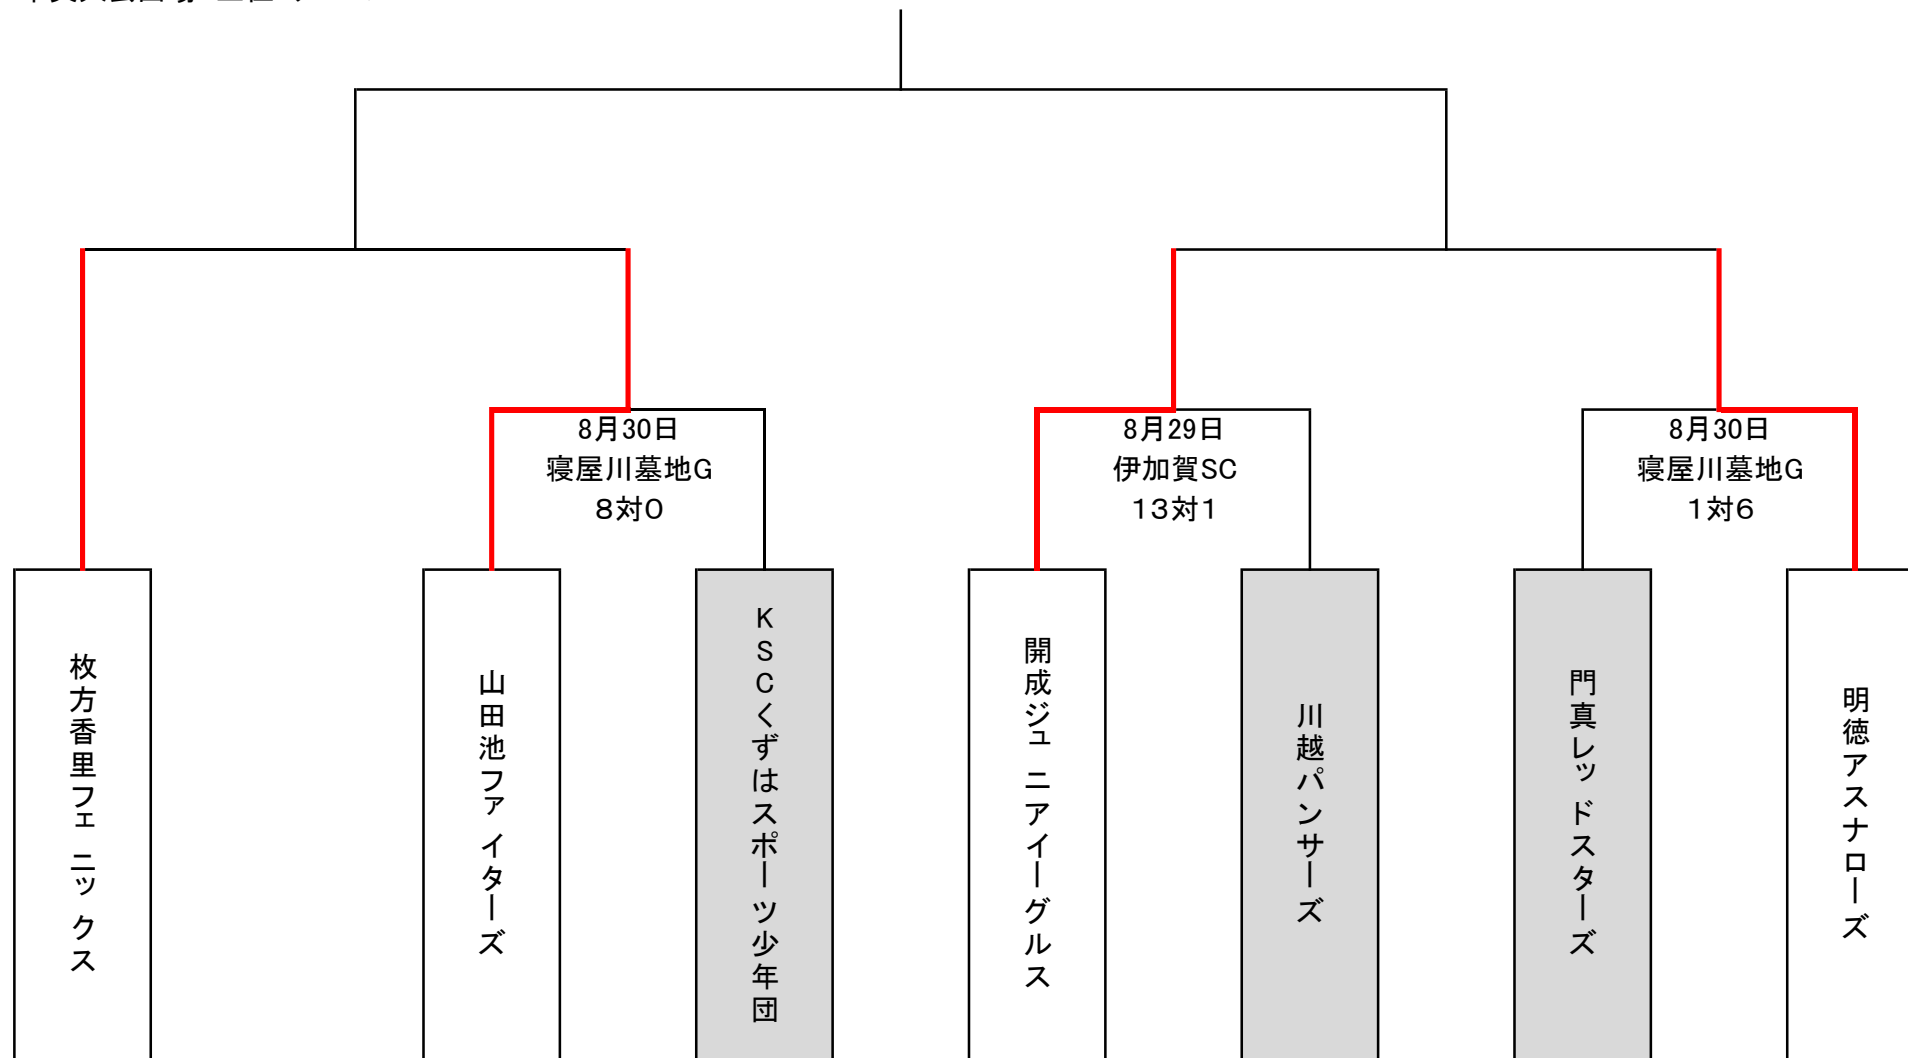 8月30日
寝屋川墓地G
8対0
8月29日
伊加賀SC
13対1
8月30日
寝屋川墓地G
1対6
枚方香里フェニックス
山田池ファイターズ
KSCくずはスポーツ少年団
開成ジュニアイーグルス
川越パンサーズ
門真レッドスターズ
明徳アスナローズ